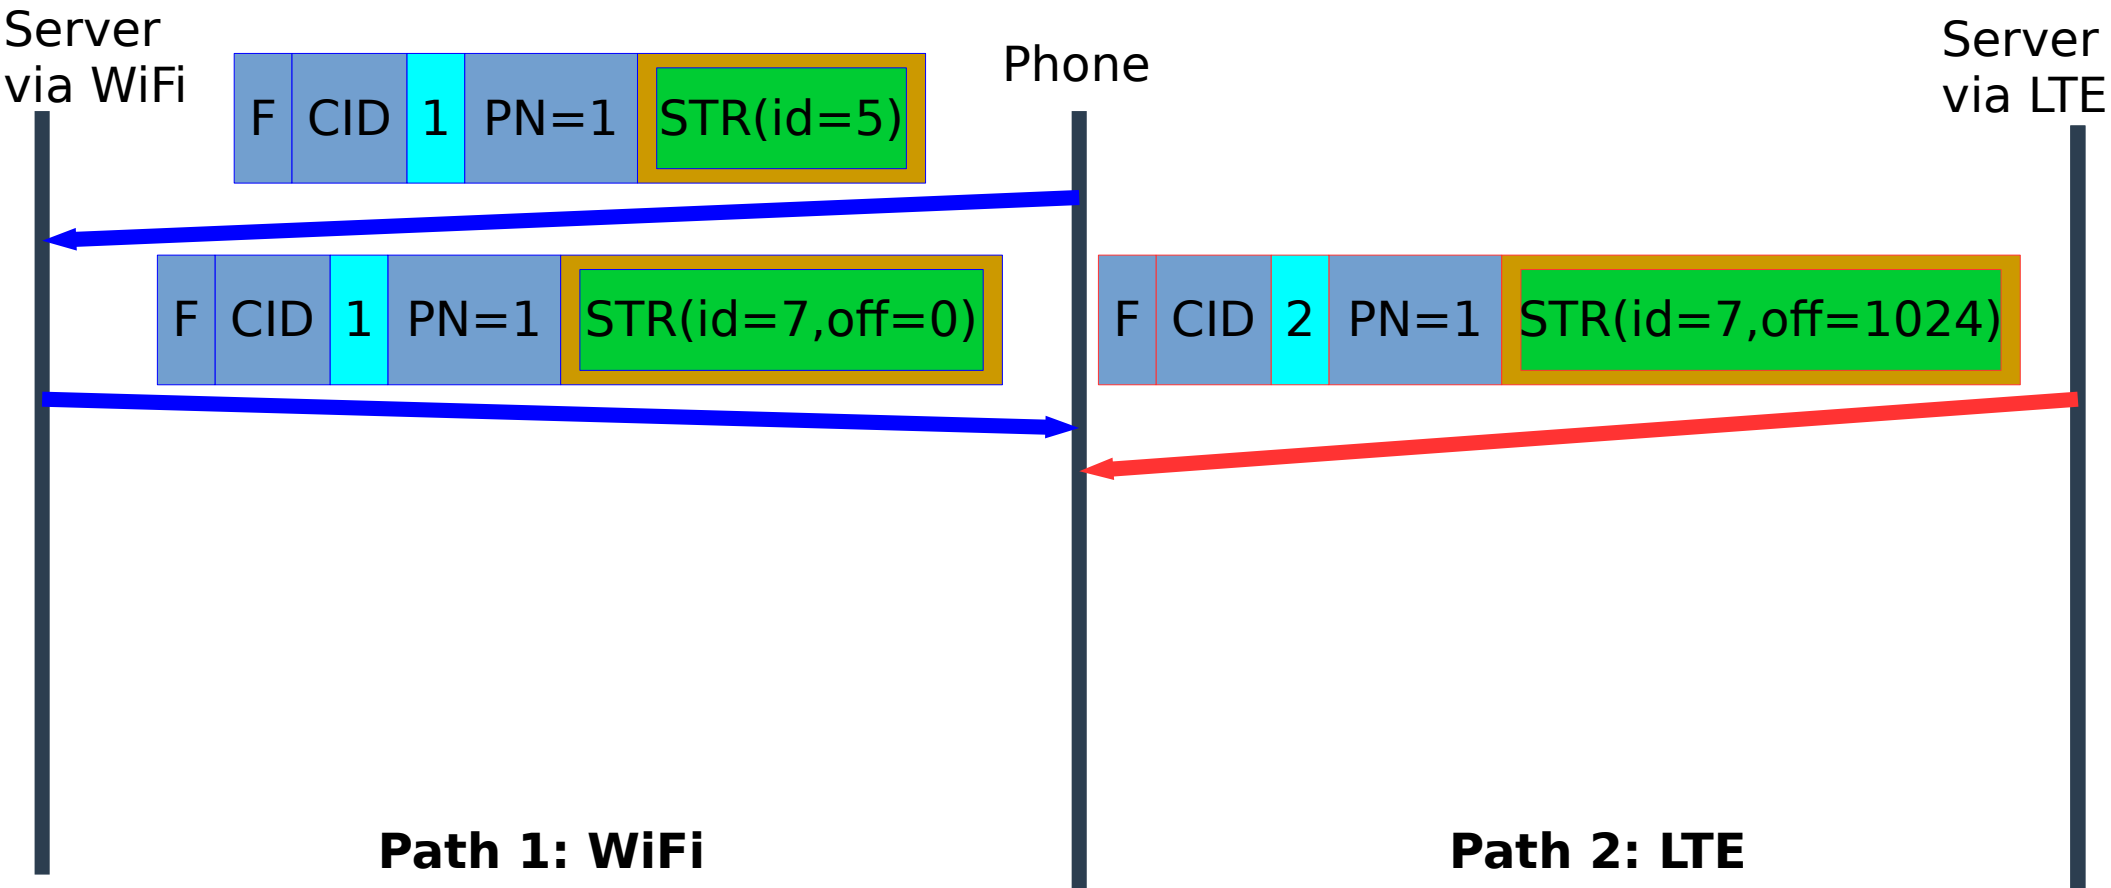 Server
via WiFi
Phone
Server
via LTE
F CID 1 PN=1 STR(id=5)
F CID 1 PN=1 STR(id=7,off=0)
F CID 2 PN=1 STR(id=7,off=1024)
Path 1: WiFi
Path 2: LTE